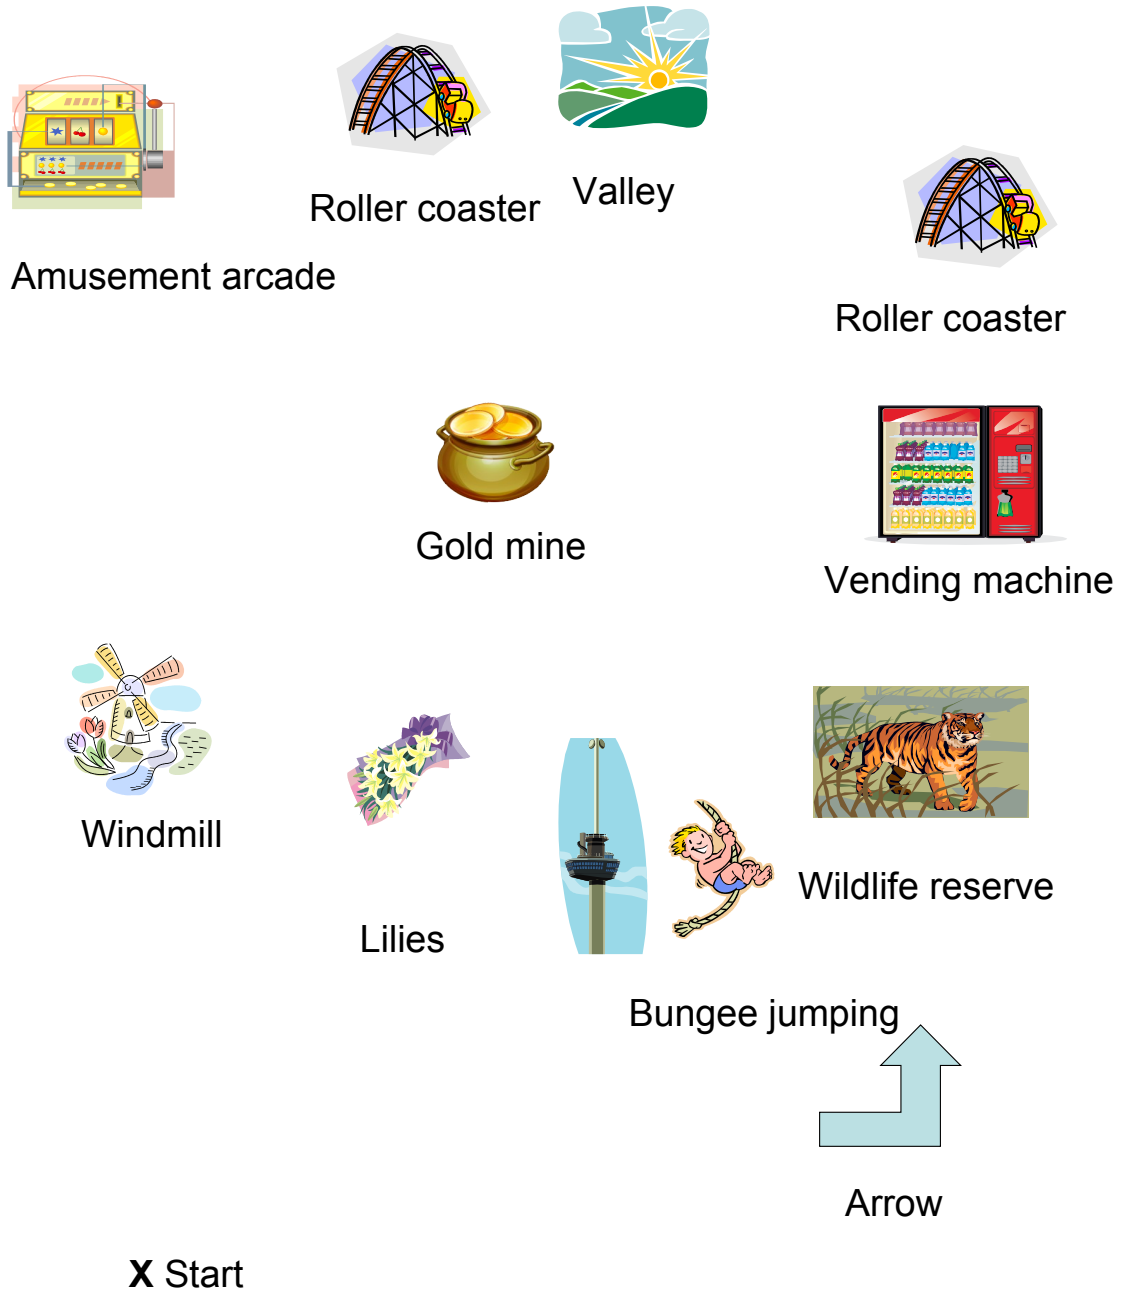 Valley
Roller coaster
Amusement arcade
Roller coaster
Gold mine
Vending machine
Windmill
Wildlife reserve
Lilies
Bungee jumping
Arrow
X Start